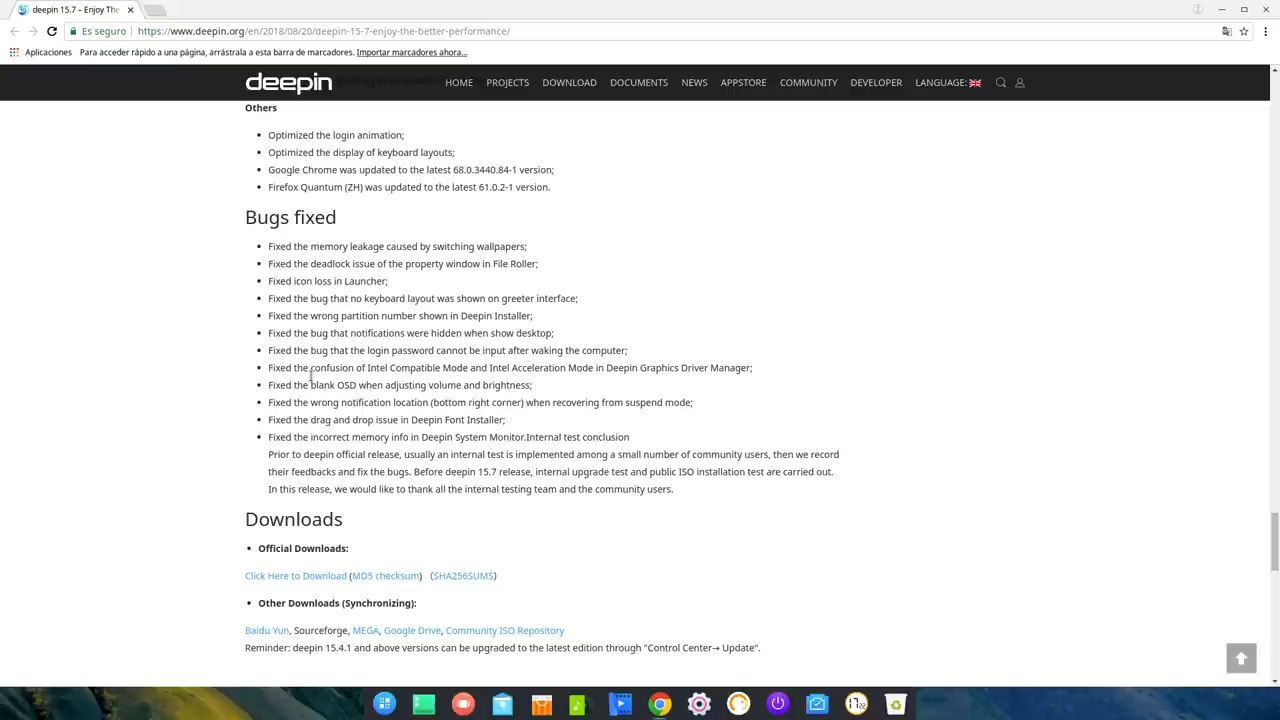 deepin 15.7 – Enjoy The
Es seguro
https://www.deepin.org/en/2018/08/20/deepin-15-7-enjoy-the-better-performance/
Aplicaciones
Para acceder rápido a una página, arrástrala a esta barra de marcadores. Importar marcadores ahora...
deepin
HOME PROJECTS DOWNLOAD DOCUMENTS NEWS APPSTORE COMMUNITY DEVELOPER LANGUAGE:
Others
Optimized the login animation;
Optimized the display of keyboard layouts;
Google Chrome was updated to the latest 68.0.3440.84-1 version;
Firefox Quantum (ZH) was updated to the latest 61.0.2-1 version.
Bugs fixed
Fixed the memory leakage caused by switching wallpapers;
Fixed the deadlock issue of the property window in File Roller;
Fixed icon loss in Launcher;
Fixed the bug that no keyboard layout was shown on greeter interface;
Fixed the wrong partition number shown in Deepin Installer;
Fixed the bug that notifications were hidden when show desktop;
Fixed the bug that the login password cannot be input after waking the computer;
Fixed the confusion of Intel Compatible Mode and Intel Acceleration Mode in Deepin Graphics Driver Manager;
Fixed the blank OSD when adjusting volume and brightness;
Fixed the wrong notification location (bottom right corner) when recovering from suspend mode;
Fixed the drag and drop issue in Deepin Font Installer;
Fixed the incorrect memory info in Deepin System Monitor.Internal test conclusion
Prior to deepin official release, usually an internal test is implemented among a small number of community users, then we record
their feedbacks and fix the bugs. Before deepin 15.7 release, internal upgrade test and public ISO installation test are carried out.
In this release, we would like to thank all the internal testing team and the community users.
Downloads
Official Downloads:
Click Here to Download (MD5 checksum) (SHA256SUMS)
Other Downloads (Synchronizing):
Baidu Yun, Sourceforge, MEGA, Google Drive, Community ISO Repository
Reminder: deepin 15.4.1 and above versions can be upgraded to the latest edition through "Control Center→ Update".